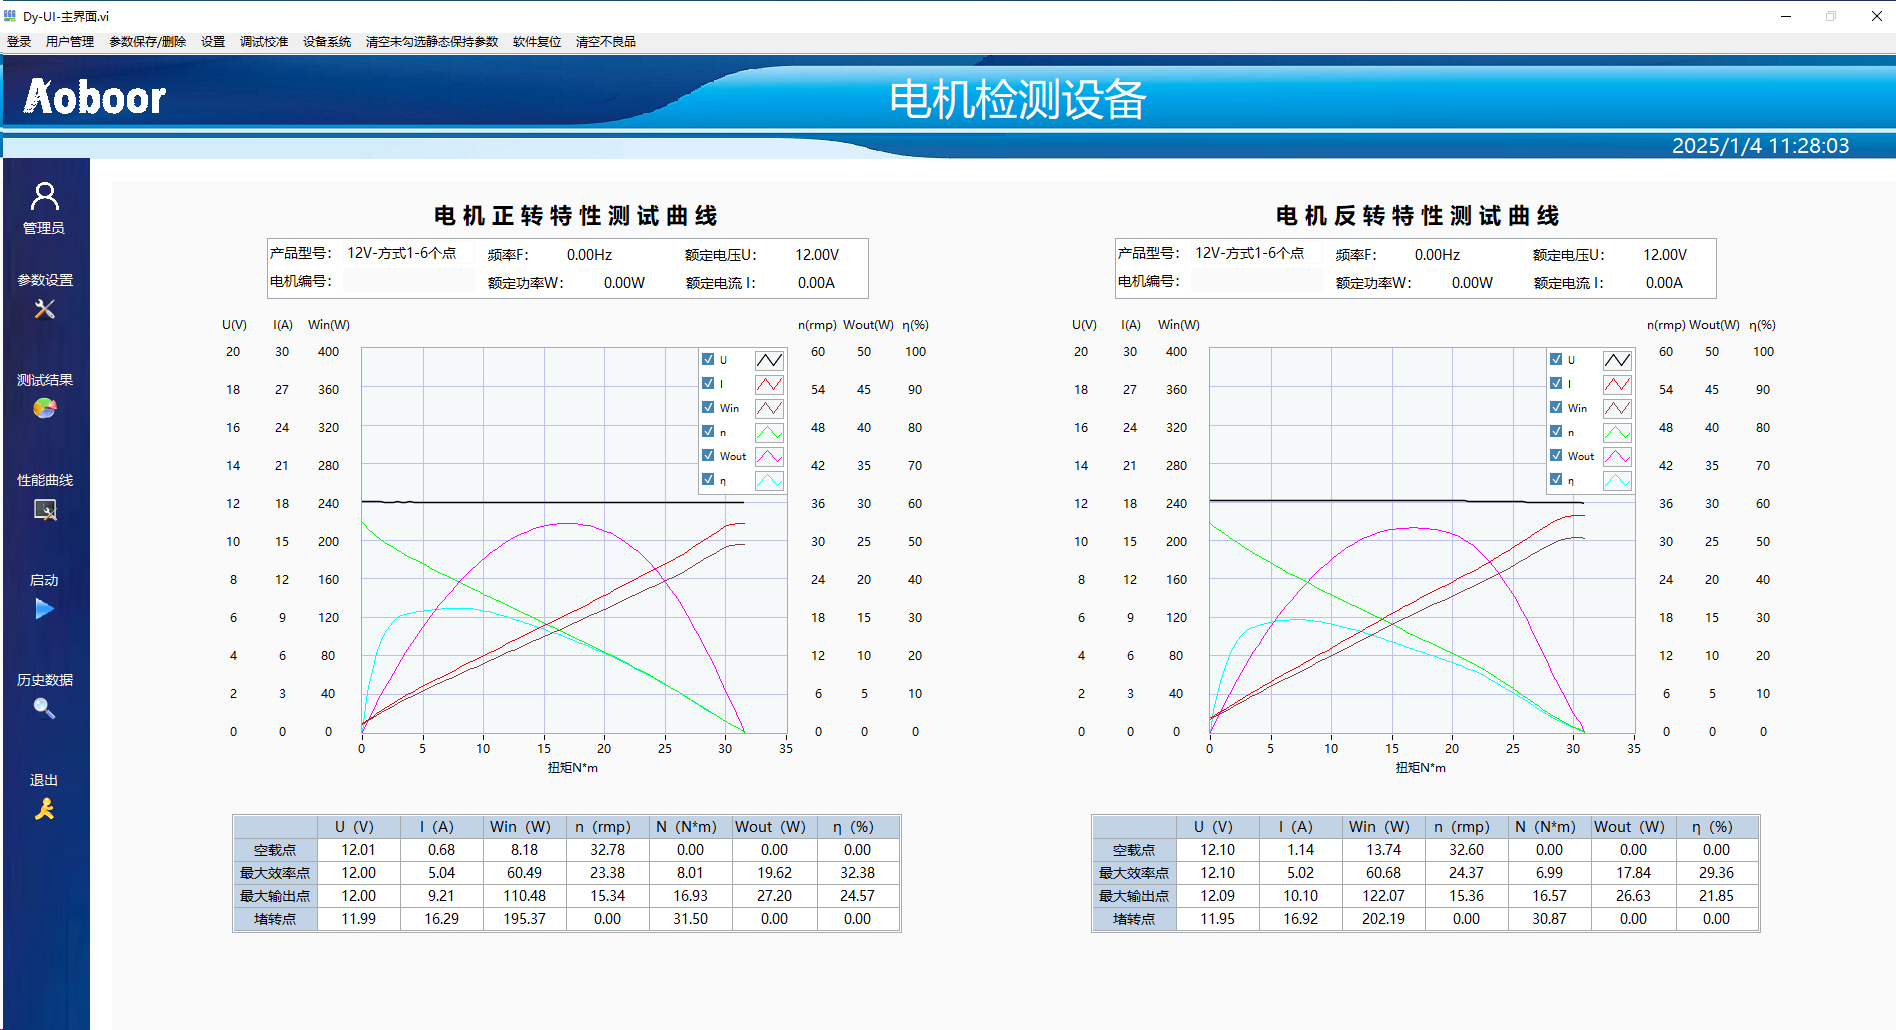 Dy-UI-主界面.vi
登录 用户管理 参数保存/删除 设置 调试校准 设备系统 清空未勾选静态保持参数 软件复位 清空不良品
Aoboor
电机检测设备
2025/1/4 11:28:03
管理员
参数设置
测试结果
性能曲线
启动
历史数据
退出
电机正转特性测试曲线
产品型号： 12V-方式1-6个点 频率F： 0.00Hz 额定电压U： 12.00V
电机编号： 额定功率W： 0.00W 额定电流 I： 0.00A
U(V) I(A) Win(W) n(rmp) Wout(W) η(%)
20 30 400 60 50 100
18 27 360 54 45 90
16 24 320 48 40 80
14 21 280 42 35 70
12 18 240 36 30 60
10 15 200 30 25 50
8 12 160 24 20 40
6 9 120 18 15 30
4 6 80 12 10 20
2 3 40 6 5 10
0 0 0 0 0 0
U
I
Win
n
Wout
η
0 5 10 15 20 25 30 35
扭矩N*m
U（V） I（A） Win（W） n（rmp） N（N*m） Wout（W） η（%）
空载点 12.01 0.68 8.18 32.78 0.00 0.00 0.00
最大效率点 12.00 5.04 60.49 23.38 8.01 19.62 32.38
最大输出点 12.00 9.21 110.48 15.34 16.93 27.20 24.57
堵转点 11.99 16.29 195.37 0.00 31.50 0.00 0.00
电机反转特性测试曲线
产品型号： 12V-方式1-6个点 频率F： 0.00Hz 额定电压U： 12.00V
电机编号： 额定功率W： 0.00W 额定电流 I： 0.00A
U(V) I(A) Win(W) n(rmp) Wout(W) η(%)
20 30 400 60 50 100
18 27 360 54 45 90
16 24 320 48 40 80
14 21 280 42 35 70
12 18 240 36 30 60
10 15 200 30 25 50
8 12 160 24 20 40
6 9 120 18 15 30
4 6 80 12 10 20
2 3 40 6 5 10
0 0 0 0 0 0
U
I
Win
n
Wout
η
0 5 10 15 20 25 30 35
扭矩N*m
U（V） I（A） Win（W） n（rmp） N（N*m） Wout（W） η（%）
空载点 12.10 1.14 13.74 32.60 0.00 0.00 0.00
最大效率点 12.10 5.02 60.68 24.37 6.99 17.84 29.36
最大输出点 12.09 10.10 122.07 15.36 16.57 26.63 21.85
堵转点 11.95 16.92 202.19 0.00 30.87 0.00 0.00